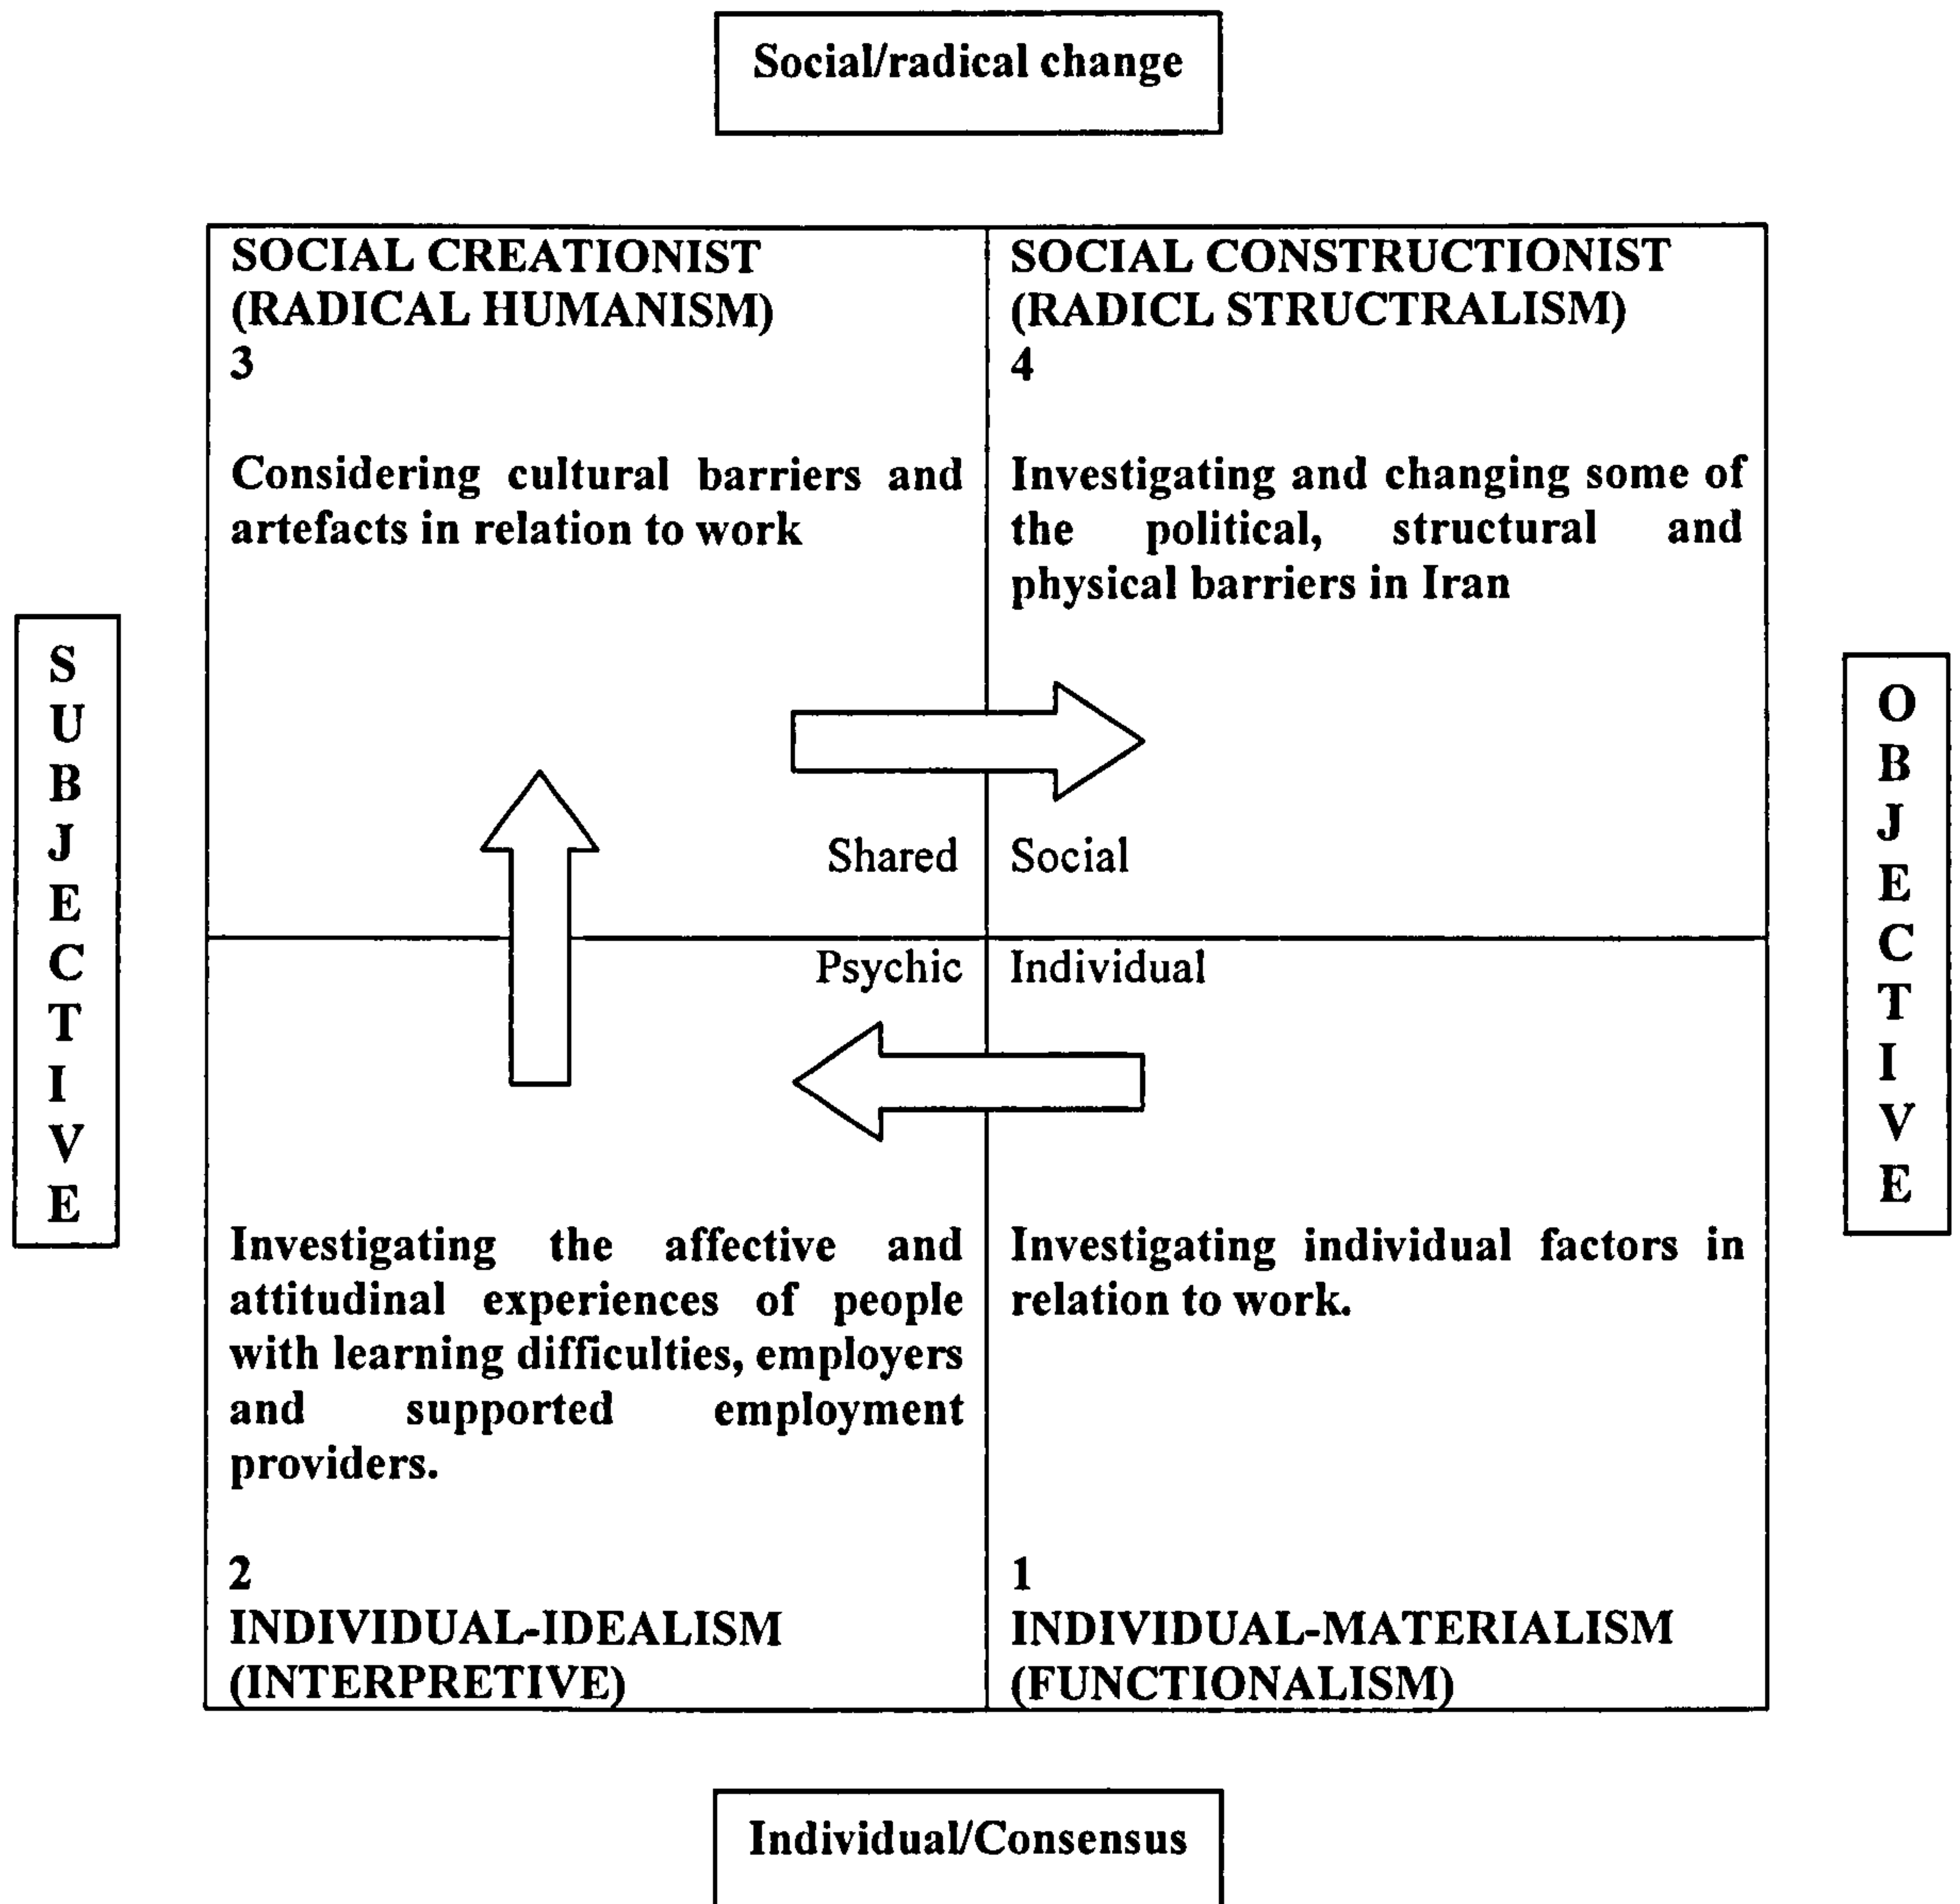 Social/radical change
SOCIAL CREATIONIST
(RADICAL HUMANISM)
3
Considering cultural barriers and
artefacts in relation to work
Shared
SOCIAL CONSTRUCTIONIST
(RADICL STRUCTRALISM)
4
Investigating and changing some of
the political, structural and
physical barriers in Iran
Social
SUBJECTIVE
OBJECTIVE
Psychic
Investigating the affective and
attitudinal experiences of people
with learning difficulties, employers
and supported employment
providers.
2
INDIVIDUAL-IDEALISM
(INTERPRETIVE)
Individual
Investigating individual factors in
relation to work.
1
INDIVIDUAL-MATERIALISM
(FUNCTIONALISM)
Individual/Consensus